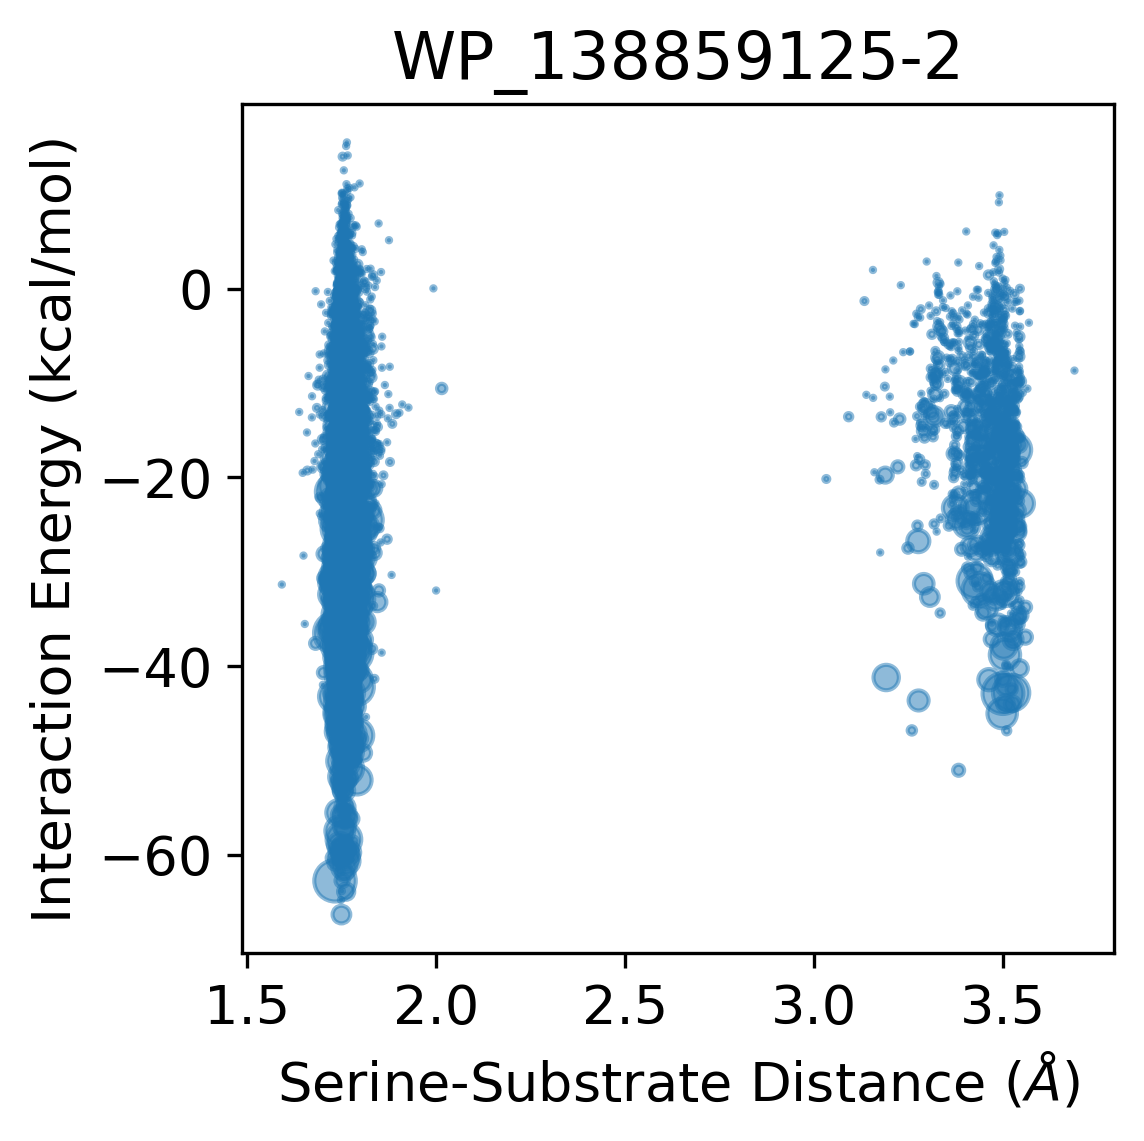 WP_138859125-2
Interaction Energy (kcal/mol)
0
−20
−40
−60
1.5 2.0 2.5 3.0 3.5
Serine-Substrate Distance (Å)